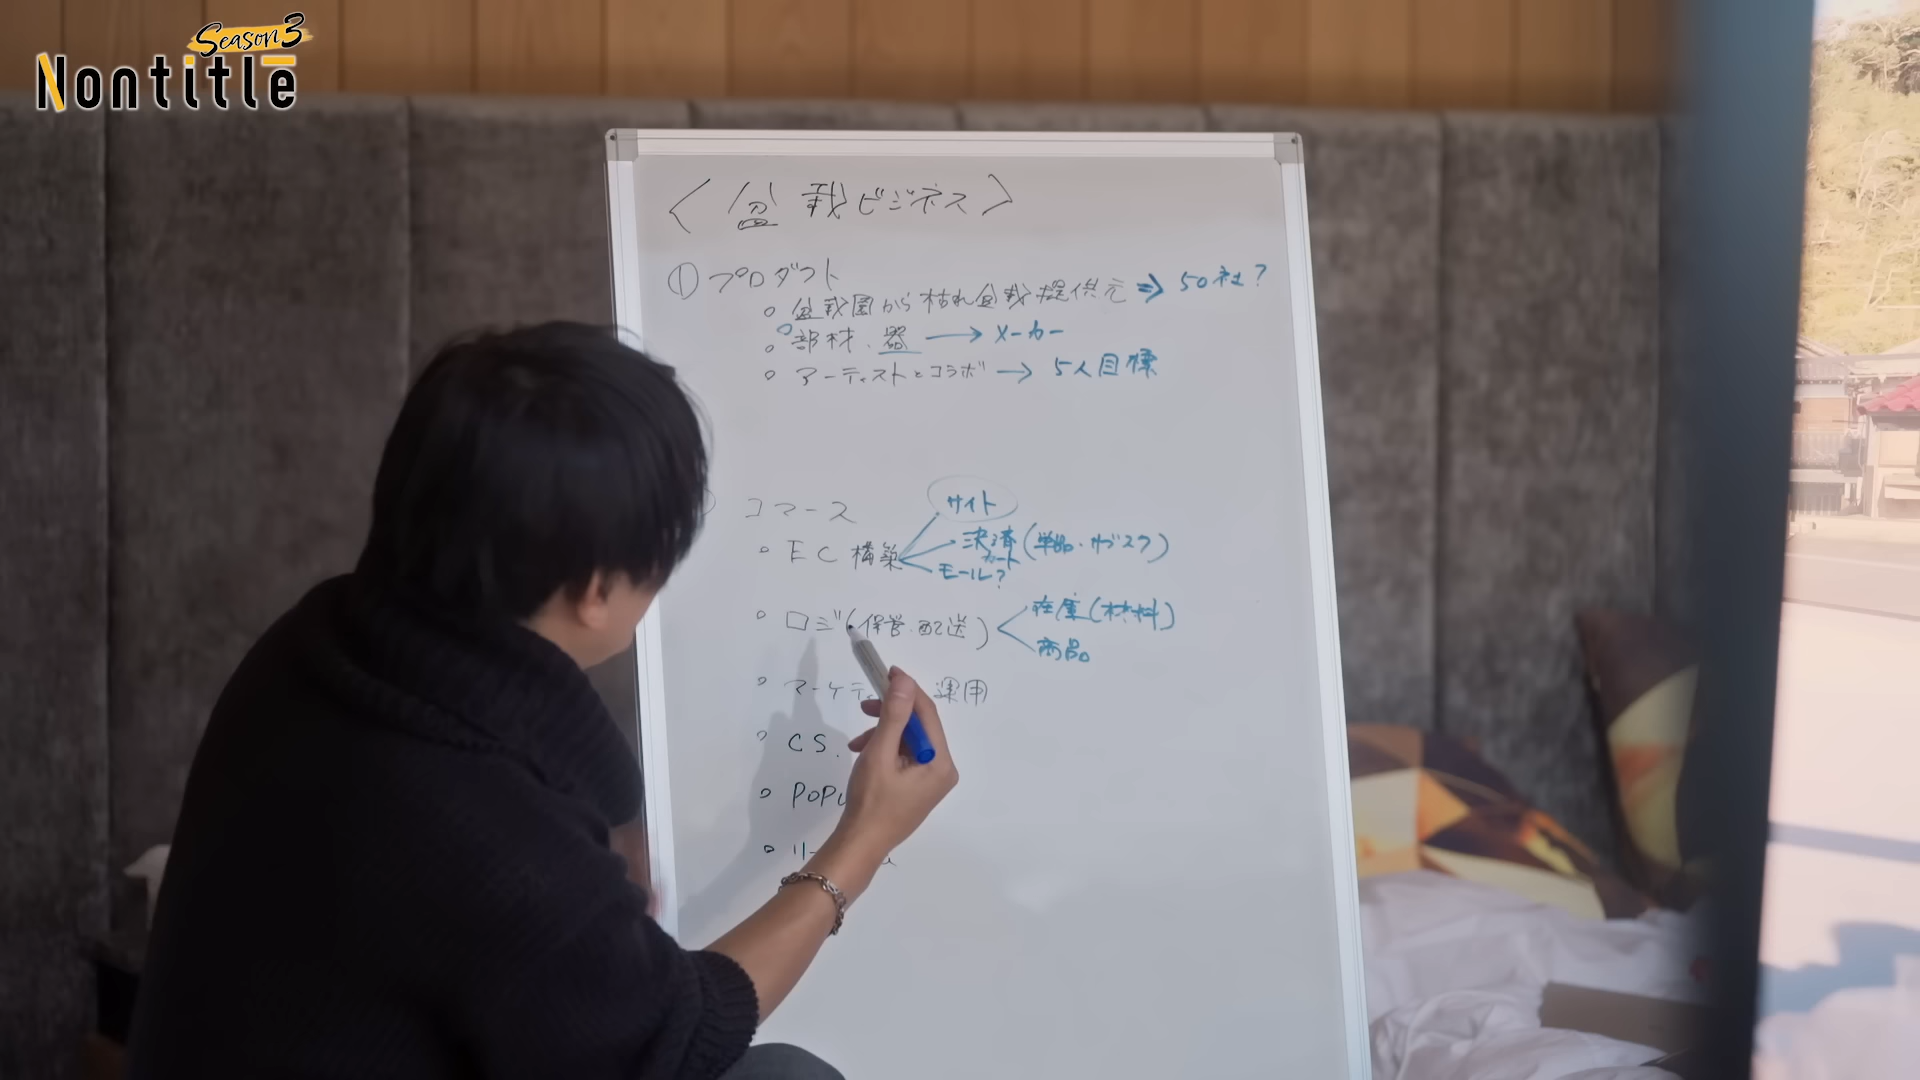 Season3
Nontitle
〈盆栽ビジネス〉
① プロダクト
。盆栽園から枯れ盆栽提供元 ⇒ 50社?
。部材、器 → メーカー
。アーティストとコラボ → 5人目標
コマース
サイト
。EC構築
決済(単品・サブスク)
カート
モール?
。ロジ(保管、配送)
在庫(材料)
商品
。マーケティ 運用
。CS.
。POPU